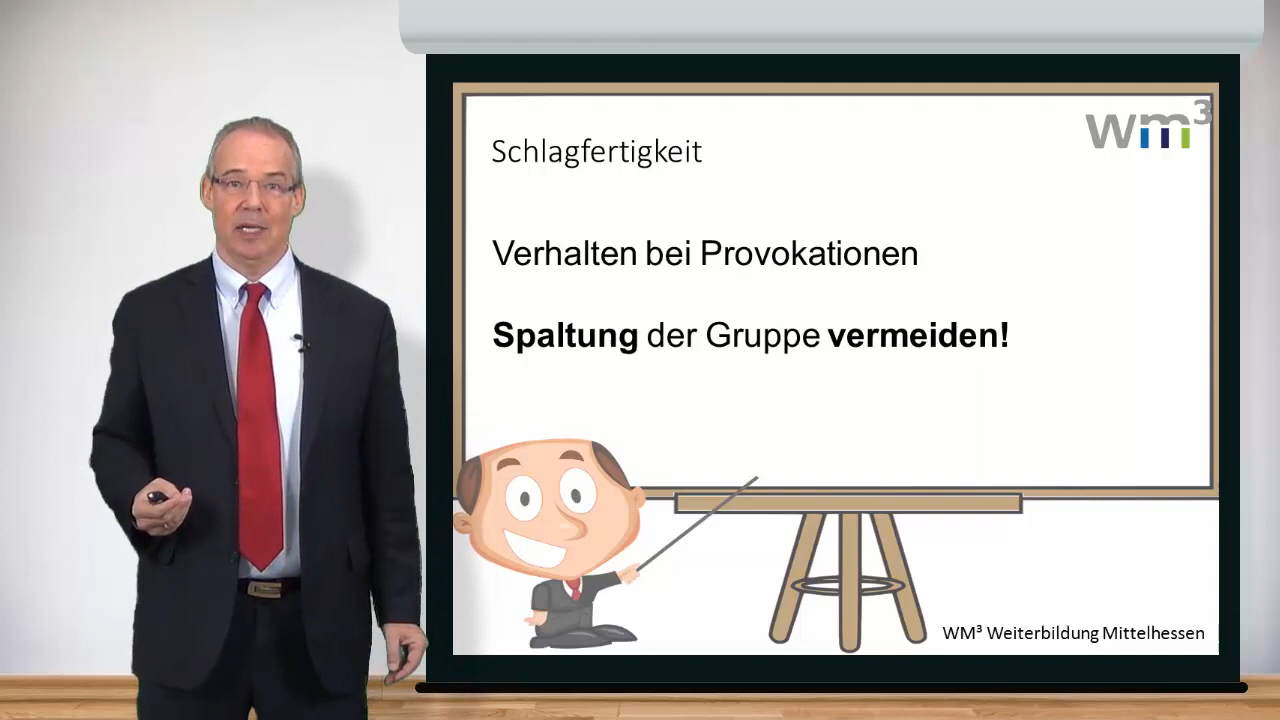 wm³
Schlagfertigkeit
Verhalten bei Provokationen
Spaltung der Gruppe vermeiden!
WM³ Weiterbildung Mittelhessen